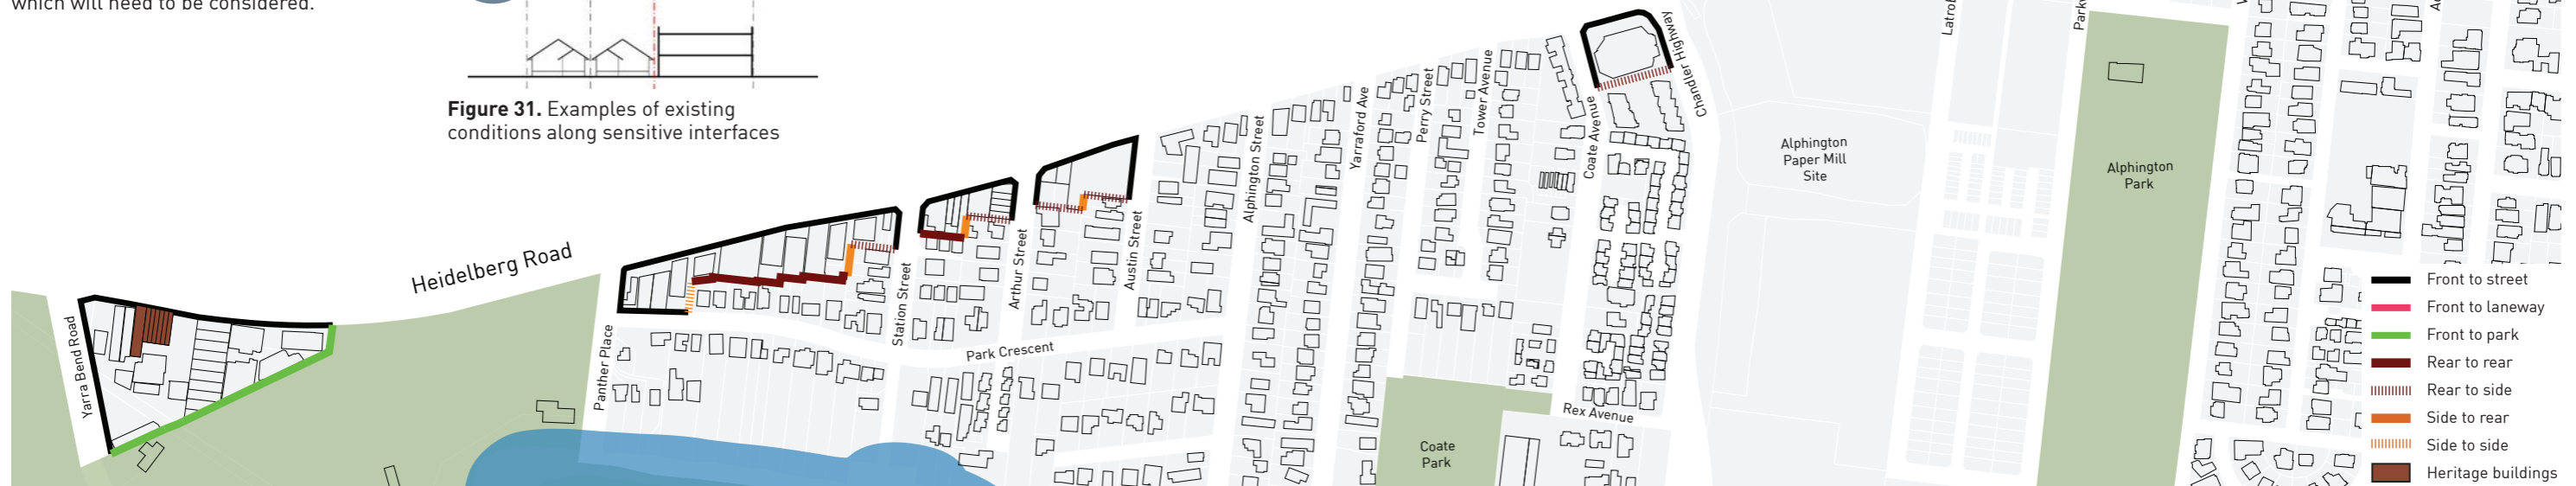 which will need to be considered.
Figure 31. Examples of existing
conditions along sensitive interfaces
Heidelberg Road
Yarra Bend Road
Panther Place
Station Street
Park Crescent
Arthur Street
Austin Street
Alphington Street
Yarraford Ave
Perry Street
Tower Avenue
Coate Avenue
Chandler Highway
Rex Avenue
Coate
Park
Alphington
Paper Mill
Site
Alphington
Park
Front to street
Front to laneway
Front to park
Rear to rear
Rear to side
Side to rear
Side to side
Heritage buildings